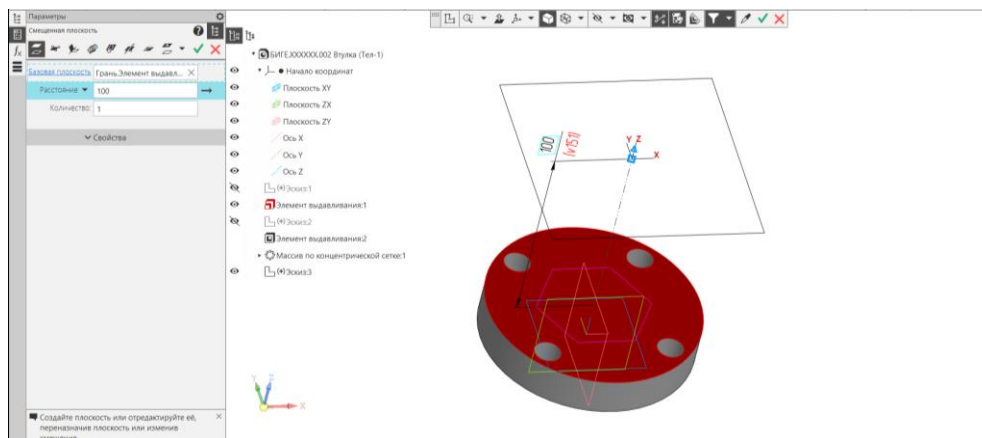 Параметры
Смещенная плоскость
Базовая плоскость Грань.Элемент выдавл...
Расстояние 100
Количество: 1
Свойства
БИГЕ.XXXXXX.002 Втулка (Тел-1)
Начало координат
Плоскость XY
Плоскость ZX
Плоскость ZY
Ось X
Ось Y
Ось Z
(+) Эскиз:1
Элемент выдавливания:1
(+) Эскиз:2
Элемент выдавливания:2
Массив по концентрической сетке:1
(+) Эскиз:3
100
(v151)
Y Z
X
Y Z
X
Создайте плоскость или отредактируйте её,
переназначив плоскость или изменив